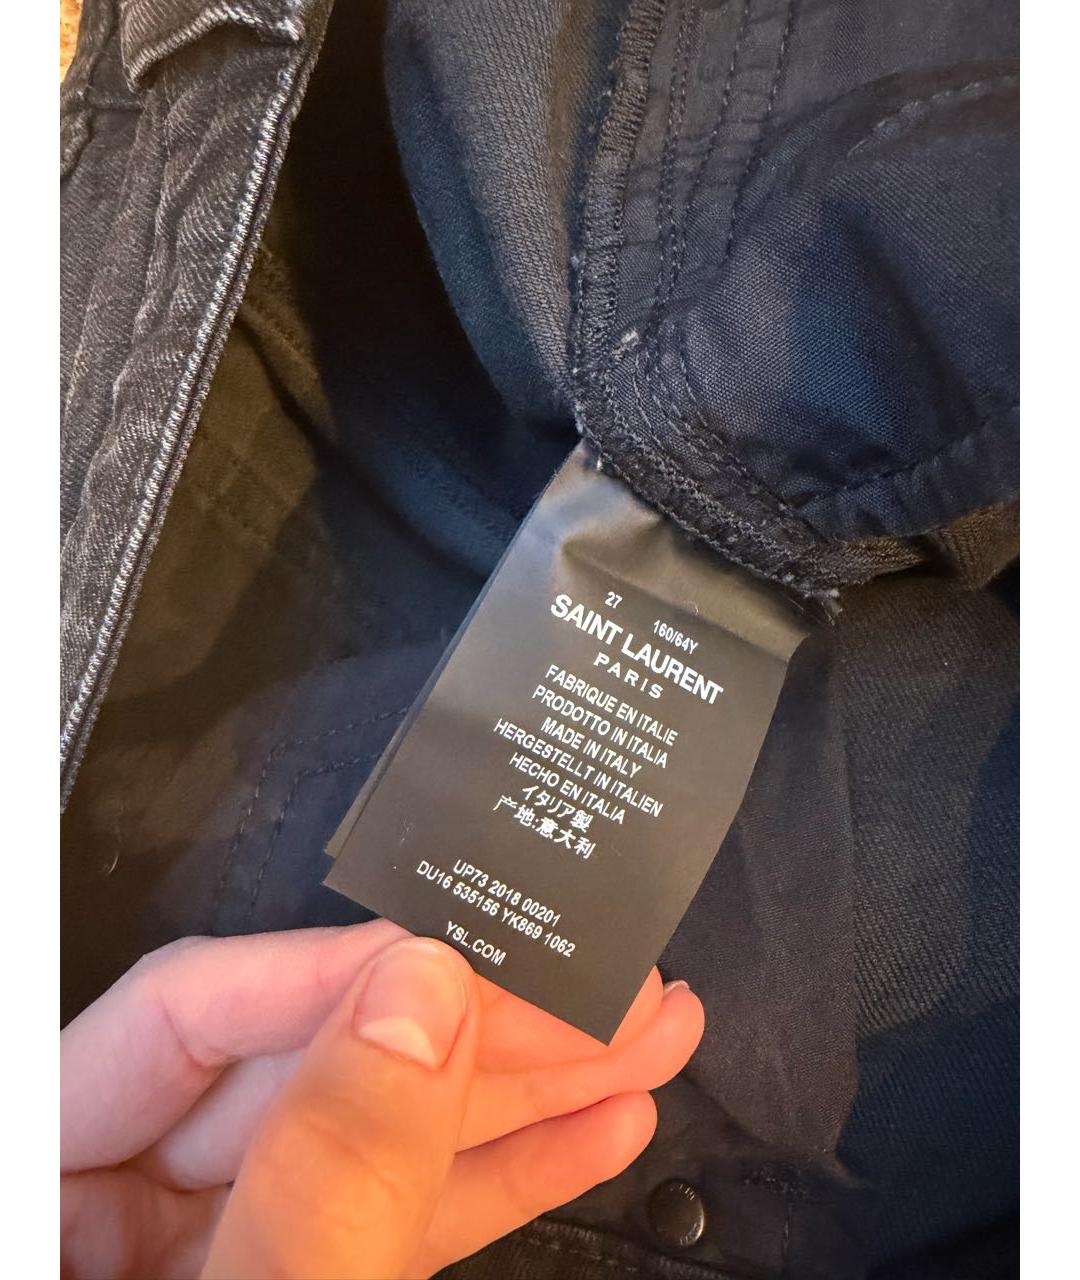 27
160/64Y
SAINT LAURENT
PARIS
FABRIQUE EN ITALIE
PRODOTTO IN ITALIA
MADE IN ITALY
HERGESTELLT IN ITALIEN
HECHO EN ITALIA
イタリア製
产地:意大利
UP73 2018 00201
DU16 535156 YK869 1062
YSL.COM